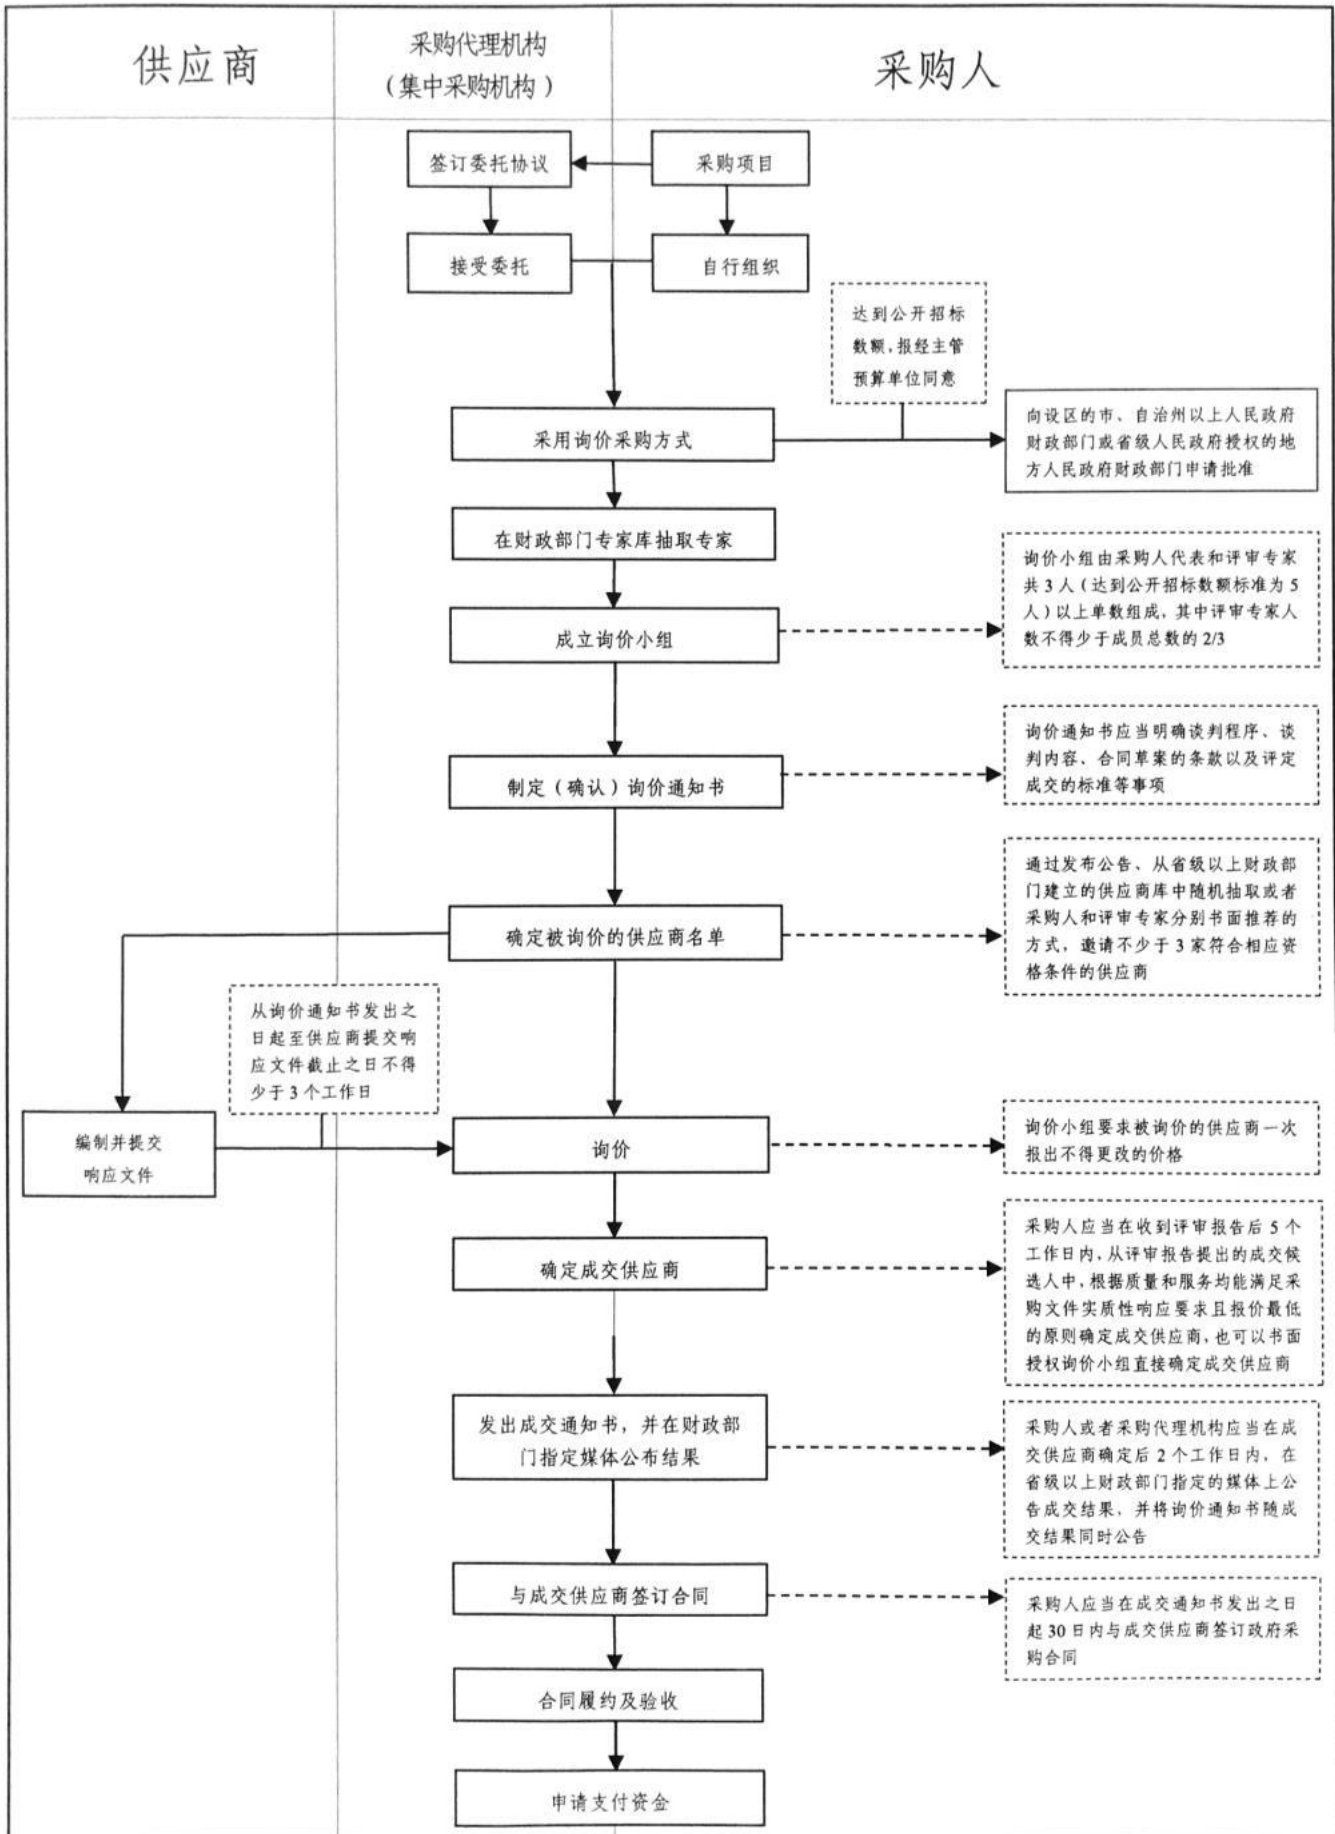 供应商
采购代理机构
（集中采购机构）
采购人
签订委托协议
采购项目
接受委托
自行组织
达到公开招标
数额，报经主管
预算单位同意
采用询价采购方式
向设区的市、自治州以上人民政府
财政部门或省级人民政府授权的地
方人民政府财政部门申请批准
在财政部门专家库抽取专家
询价小组由采购人代表和评审专家
共 3 人（达到公开招标数额标准为 5
人）以上单数组成，其中评审专家人
数不得少于成员总数的 2/3
成立询价小组
询价通知书应当明确谈判程序、谈
判内容、合同草案的条款以及评定
成交的标准等事项
制定（确认）询价通知书
通过发布公告、从省级以上财政部
门建立的供应商库中随机抽取或者
采购人和评审专家分别书面推荐的
方式，邀请不少于 3 家符合相应资
格条件的供应商
确定被询价的供应商名单
从询价通知书发出之
日起至供应商提交响
应文件截止之日不得
少于 3 个工作日
编制并提交
响应文件
询价
询价小组要求被询价的供应商一次
报出不得更改的价格
确定成交供应商
采购人应当在收到评审报告后 5 个
工作日内，从评审报告提出的成交候
选人中，根据质量和服务均能满足采
购文件实质性响应要求且报价最低
的原则确定成交供应商，也可以书面
授权询价小组直接确定成交供应商
发出成交通知书，并在财政部
门指定媒体公布结果
采购人或者采购代理机构应当在成
交供应商确定后 2 个工作日内，在
省级以上财政部门指定的媒体上公
告成交结果，并将询价通知书随成
交结果同时公告
与成交供应商签订合同
采购人应当在成交通知书发出之日
起 30 日内与成交供应商签订政府采
购合同
合同履约及验收
申请支付资金